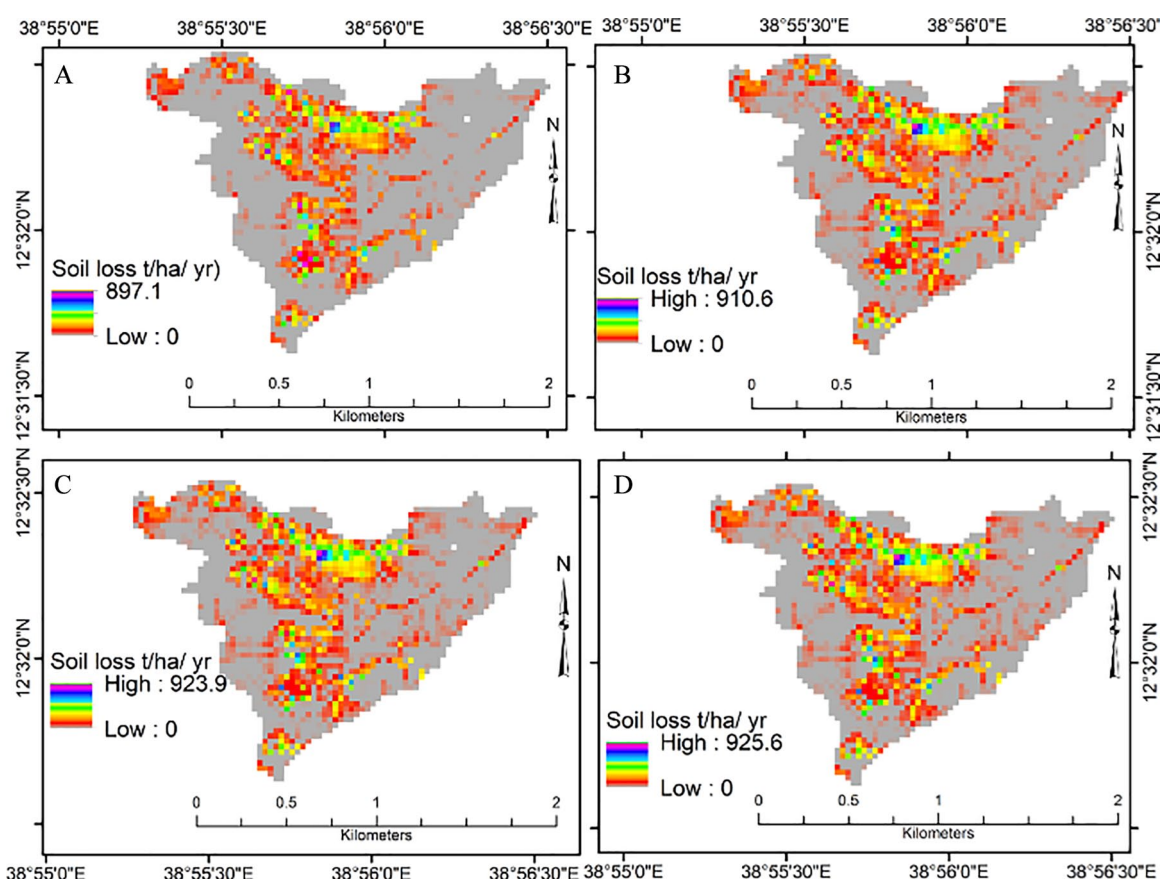 38°55'0"E 38°55'30"E 38°56'0"E 38°56'30"E
38°55'0"E 38°55'30"E 38°56'0"E 38°56'30"
A
N
12°32'0"N
Soil loss t/ha/ yr)
897.1
Low : 0
0 0.5 1 2
Kilometers
B
N
12°32'0"N
12°31'30"N
Soil loss t/ha/ yr
High : 910.6
Low : 0
0 0.5 1 2
Kilometers
12°31'30"N
C
12°32'30"N
N
12°32'0"N
Soil loss t/ha/ yr
High : 923.9
Low : 0
0 0.5 1 2
Kilometers
D
12°32'30"N
N
12°32'0"N
Soil loss t/ha/ yr
High : 925.6
Low : 0
0 0.5 1 2
Kilometers
38°55'0"E 38°55'30"E 38°56'0"E 38°56'30"E
38°55'0"E 38°55'30"E 38°56'0"E 38°56'30"E